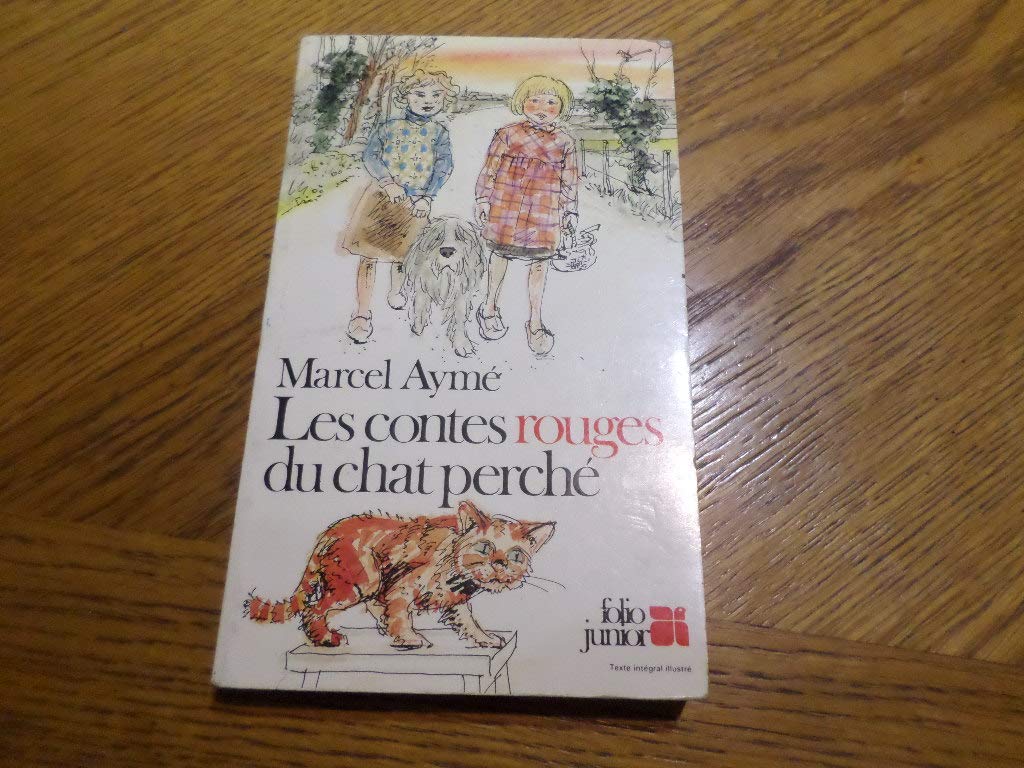 Marcel Aymé
Les contes rouges
du chat perché
folio
junior
Texte intégral illustré